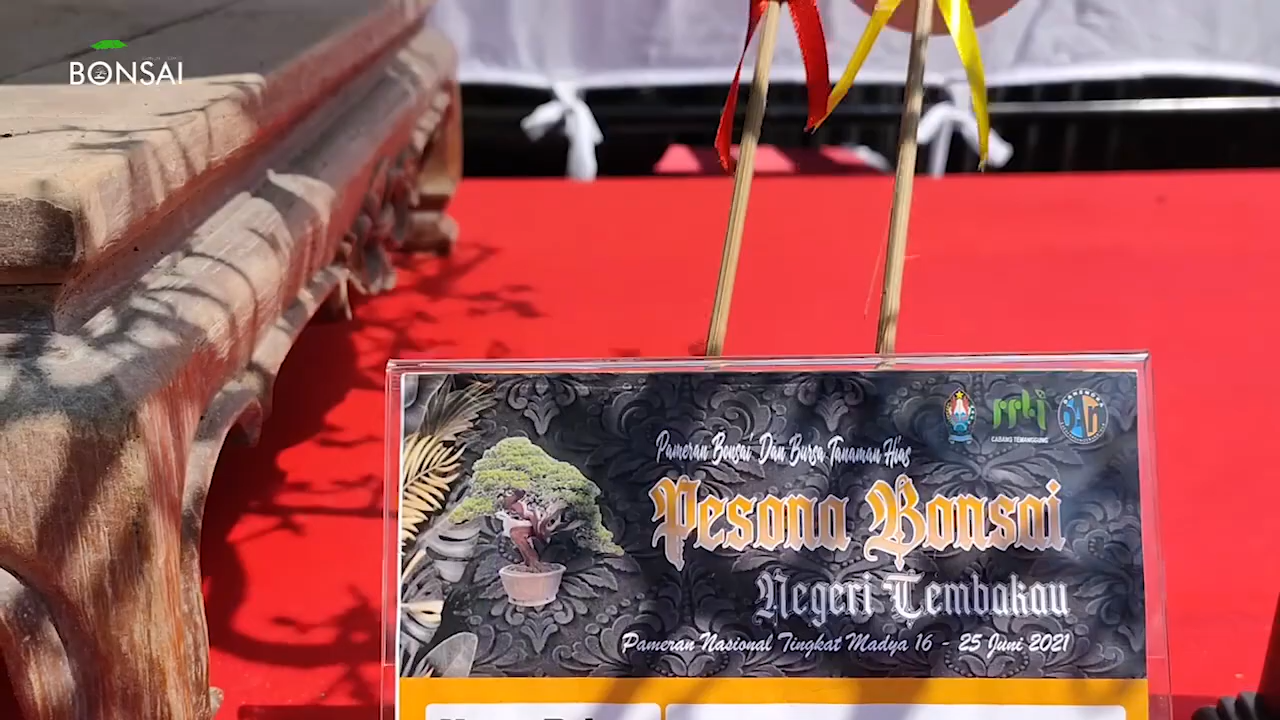 BONSAI
PPBI
CABANG TEMANGGUNG
Pameran Bonsai Dan Bursa Tanaman Hias
Pesona Bonsai
Negeri Tembakau
Pameran Nasional Tingkat Madya 16 - 25 Juni 2021